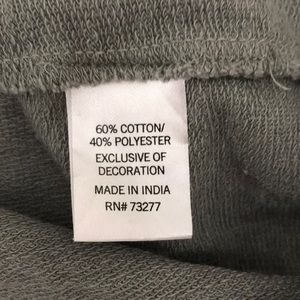 60% COTTON/
40% POLYESTER
EXCLUSIVE OF
DECORATION
MADE IN INDIA
RN# 73277